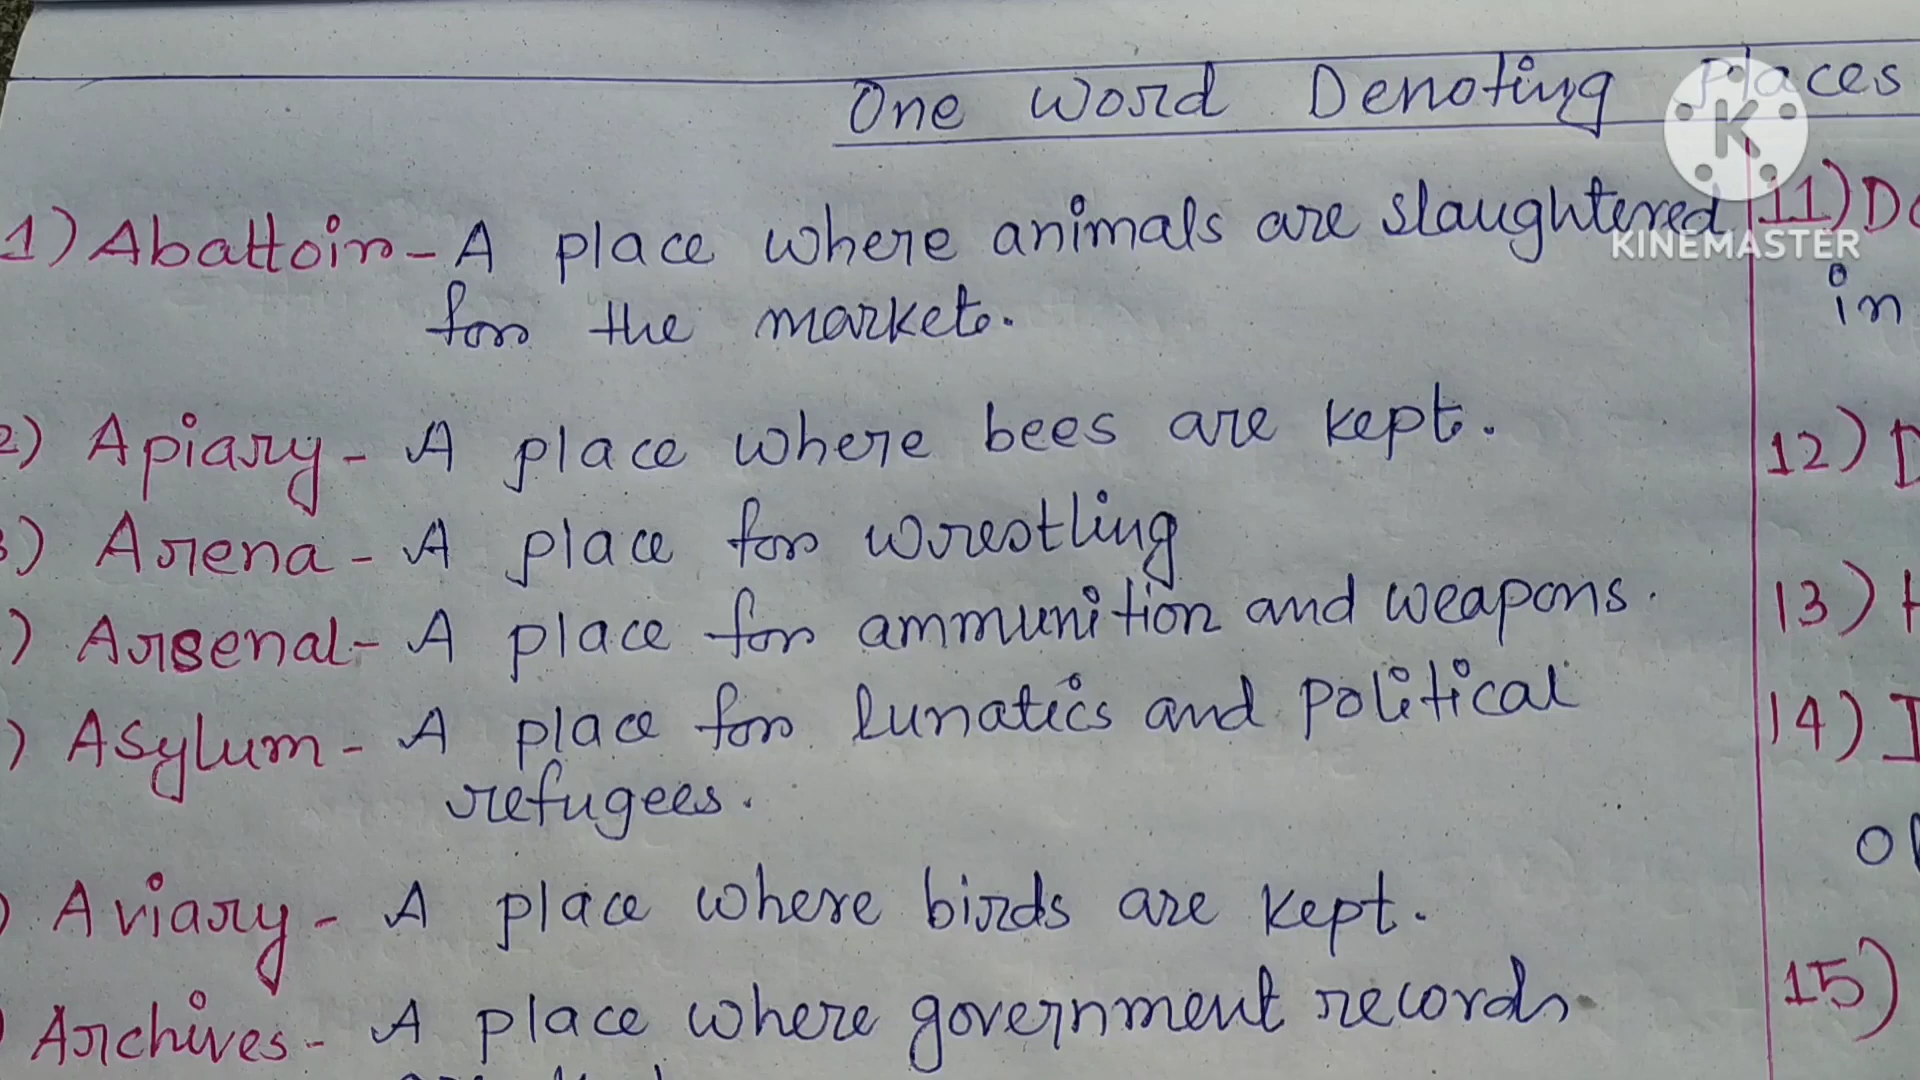 One Word Denoting Places
1) Abattoir - A place where animals are slaughtered
for the market.
2) Apiary - A place where bees are kept.
3) Arena - A place for wrestling
) Arsenal - A place for ammunition and weapons.
) Asylum - A place for lunatics and political
refugees.
) Aviary - A place where birds are kept.
) Archives - A place where government records
11) D
in
12) D
13) H
14) I
15)
K
KINEMASTER